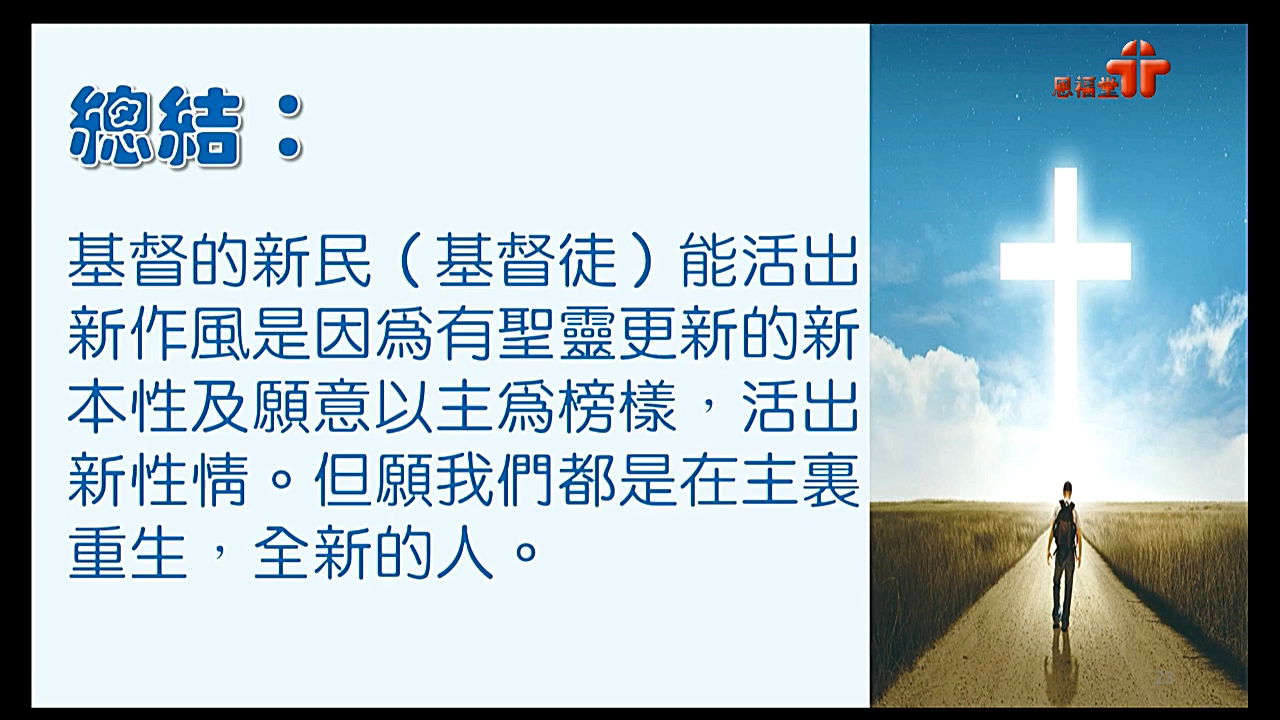 總結：
基督的新民（基督徒）能活出
新作風是因為有聖靈更新的新
本性及願意以主為榜樣，活出
新性情。但願我們都是在主裏
重生，全新的人。
恩福堂
23